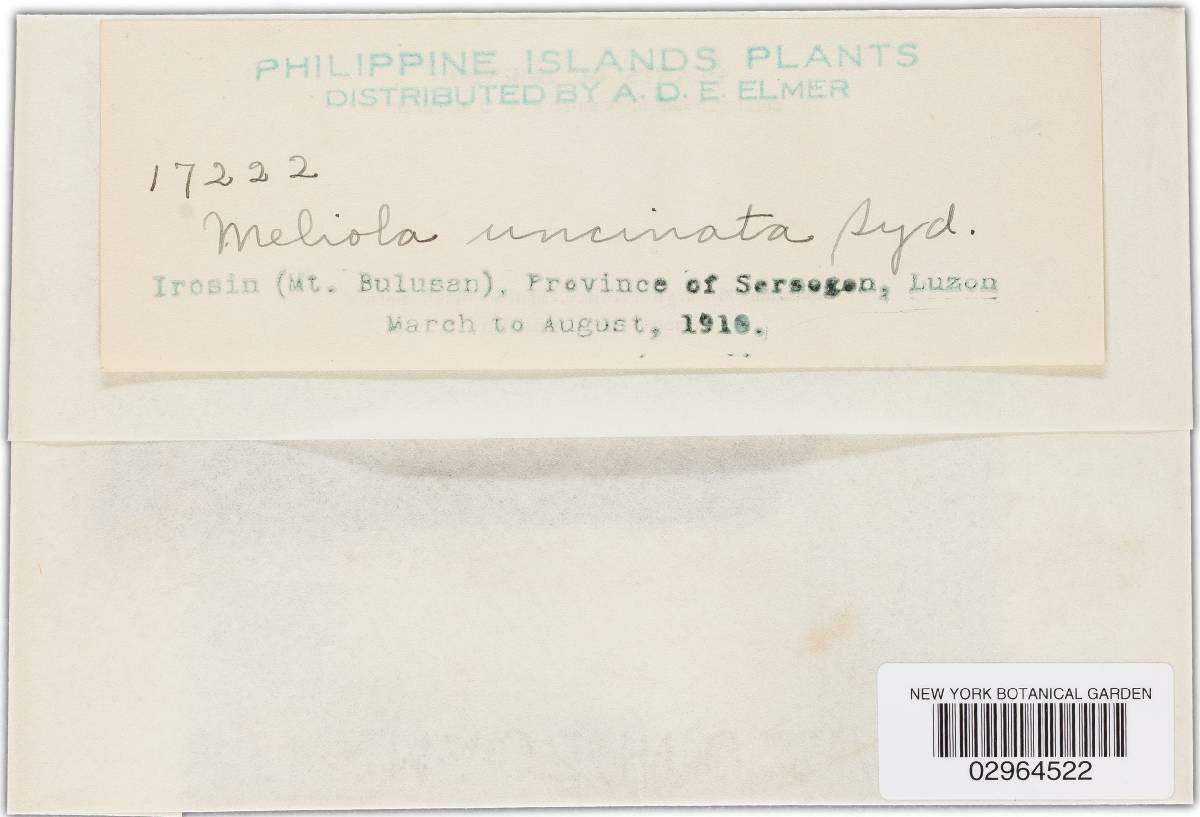 PHILIPPINE ISLANDS PLANTS
DISTRIBUTED BY A. D. E. ELMER
17222
Meliola uncinata Syd.
Irosin (Mt. Bulusan), Province of Sorsogon, Luzon
March to August, 1916.
NEW YORK BOTANICAL GARDEN
02964522